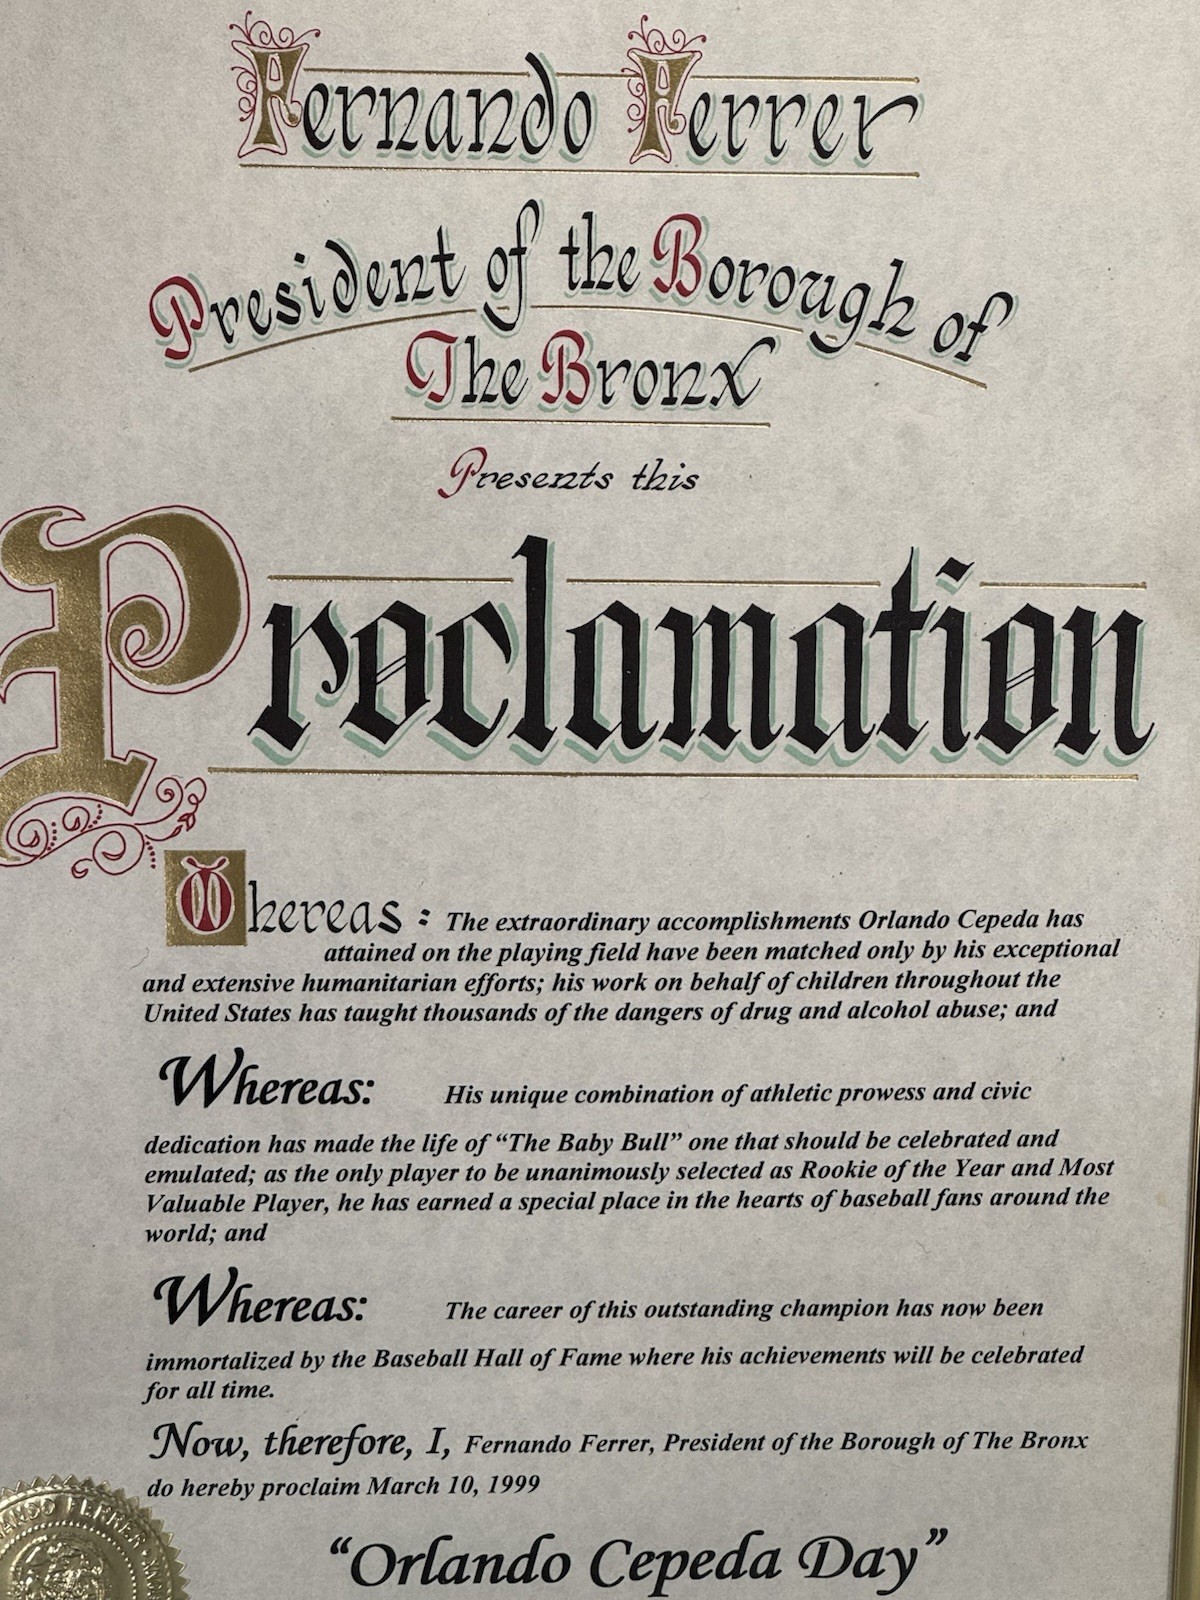 Fernando Ferrer
President of the Borough of
The Bronx
Presents this
Proclamation
Whereas : The extraordinary accomplishments Orlando Cepeda has
attained on the playing field have been matched only by his exceptional
and extensive humanitarian efforts; his work on behalf of children throughout the
United States has taught thousands of the dangers of drug and alcohol abuse; and
Whereas: His unique combination of athletic prowess and civic
dedication has made the life of “The Baby Bull” one that should be celebrated and
emulated; as the only player to be unanimously selected as Rookie of the Year and Most
Valuable Player, he has earned a special place in the hearts of baseball fans around the
world; and
Whereas: The career of this outstanding champion has now been
immortalized by the Baseball Hall of Fame where his achievements will be celebrated
for all time.
Now, therefore, I, Fernando Ferrer, President of the Borough of The Bronx
do hereby proclaim March 10, 1999
FERRER
“Orlando Cepeda Day”